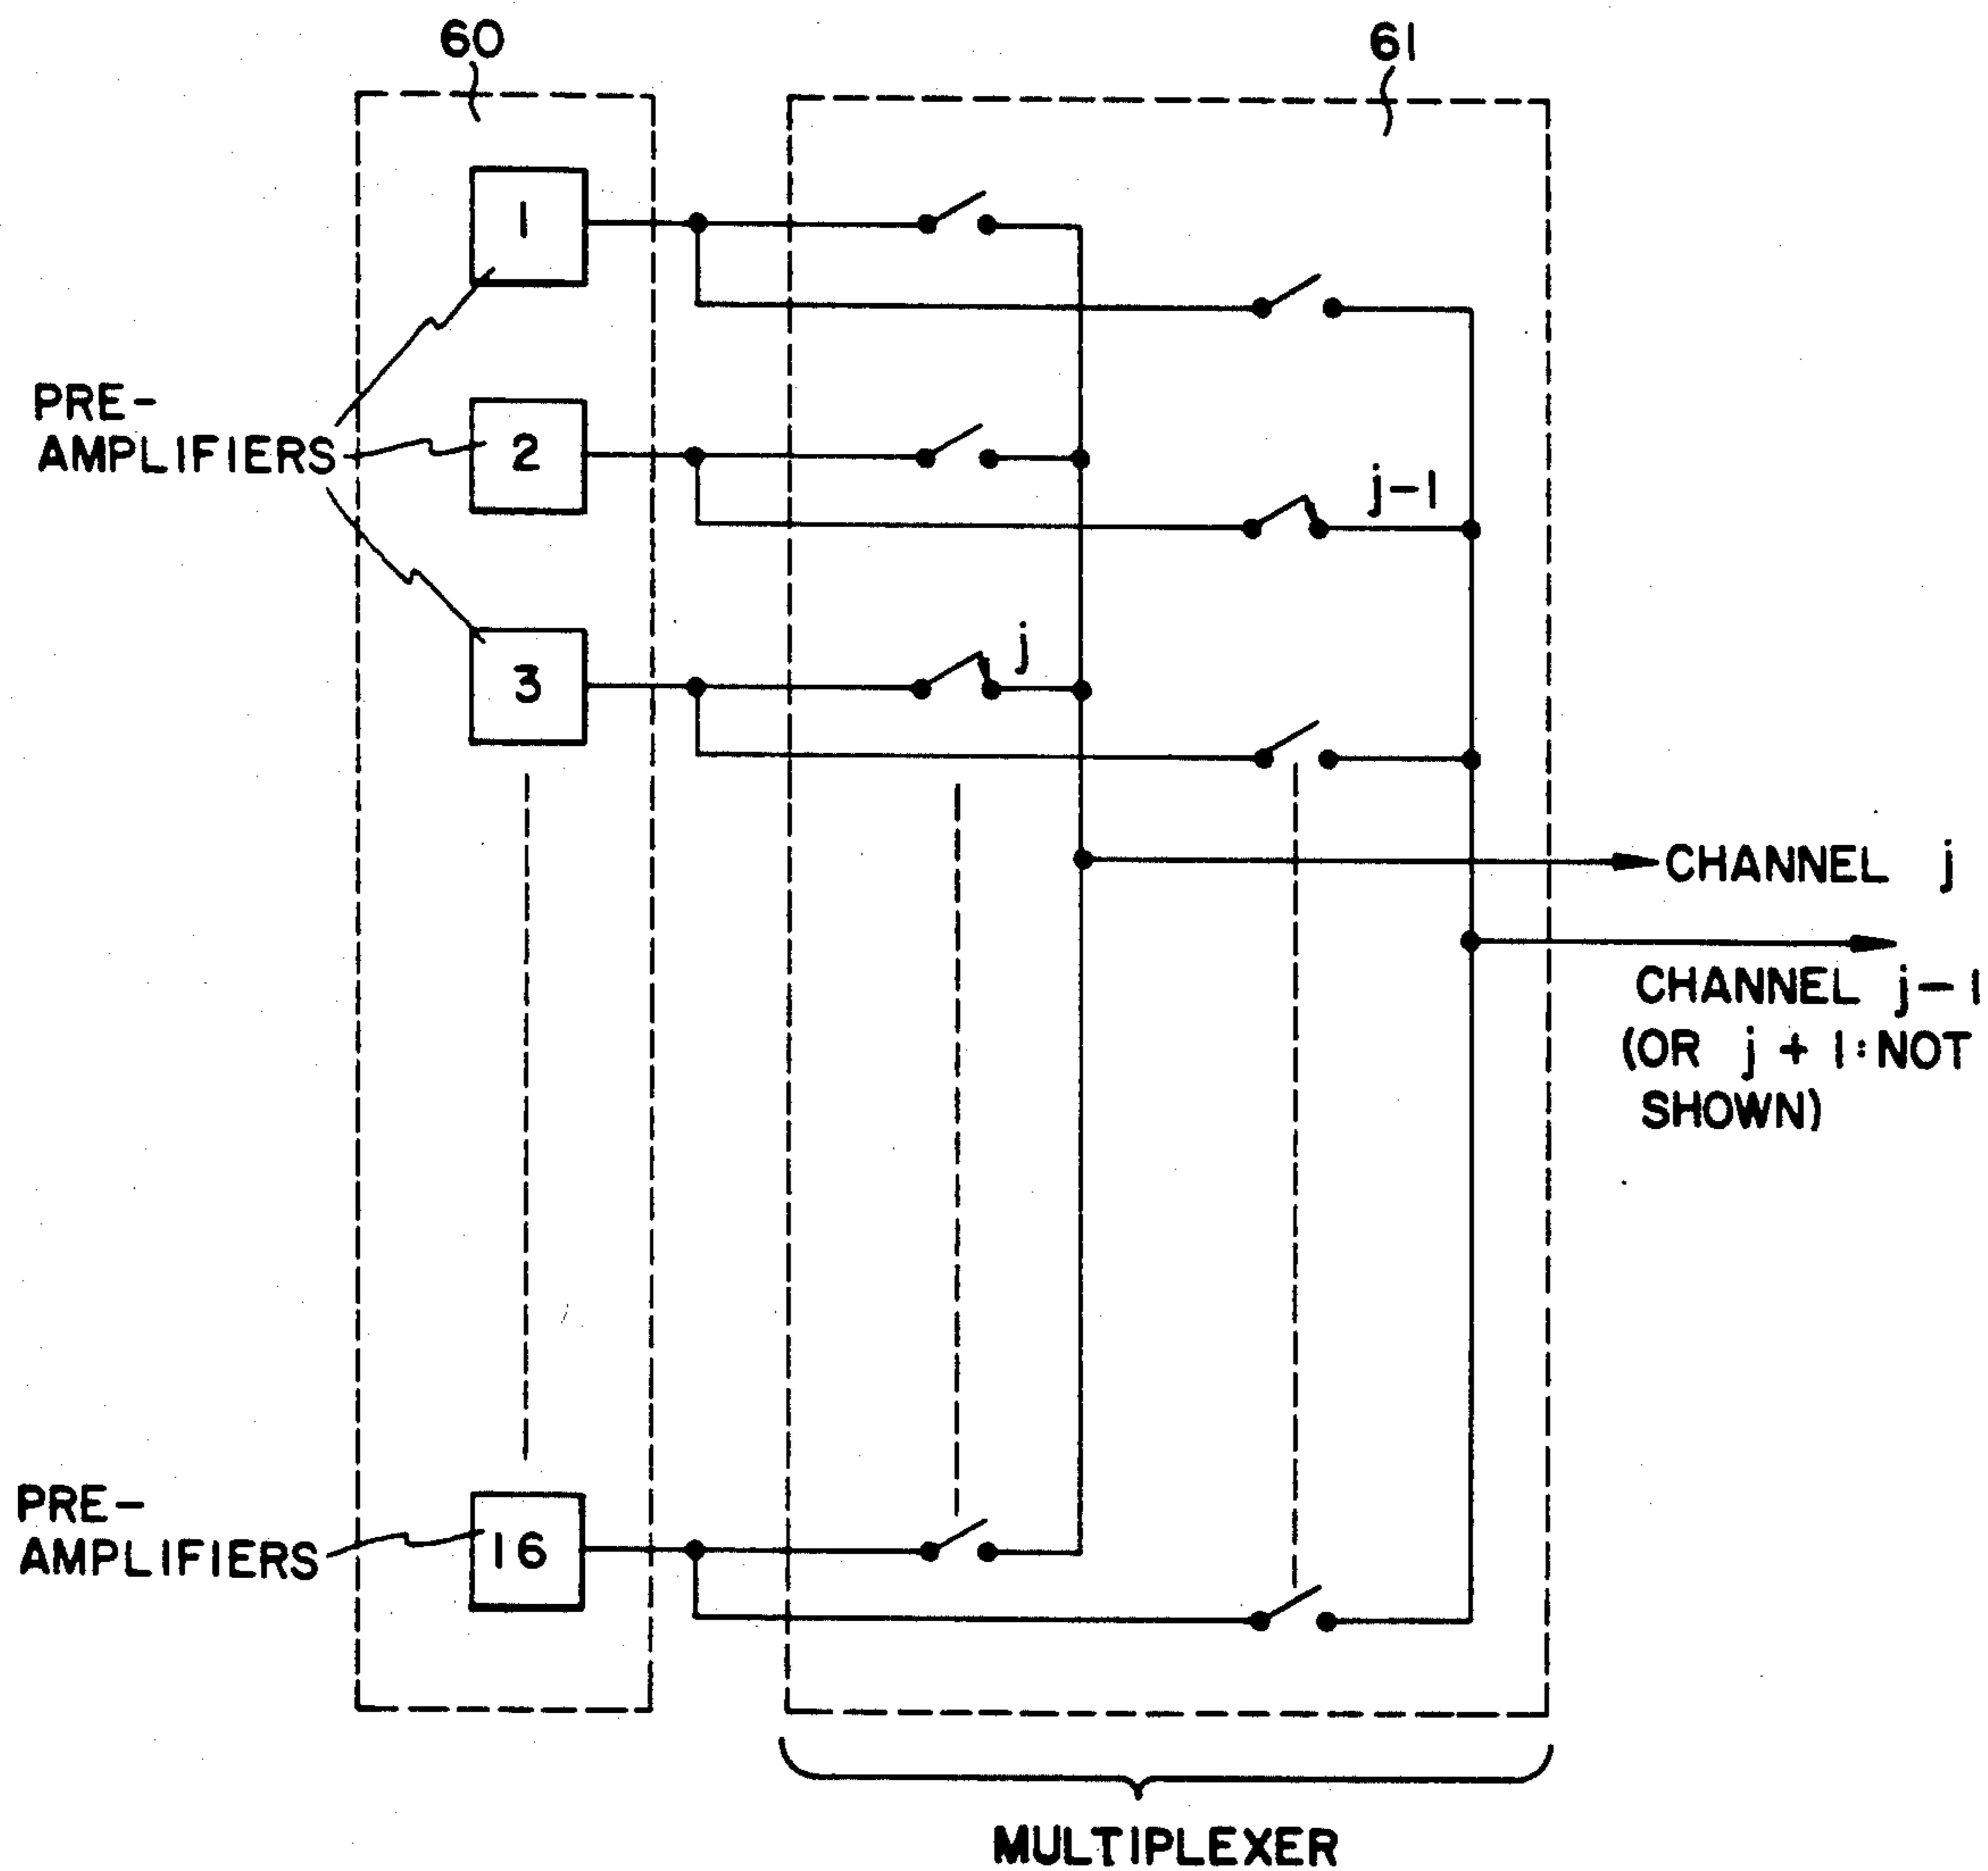 60
61
1
PRE-
AMPLIFIERS
2
j-1
3
j
CHANNEL j
CHANNEL j-1
(OR j + 1:NOT
SHOWN)
PRE-
AMPLIFIERS
16
MULTIPLEXER